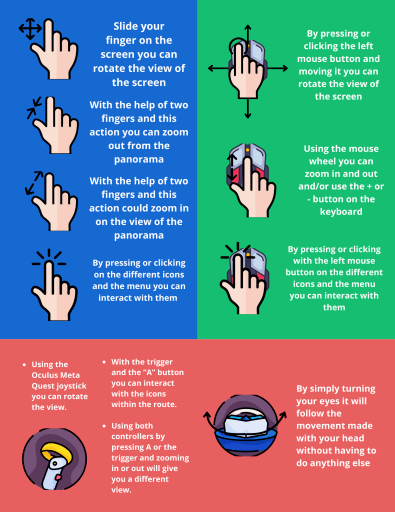 Slide your
finger on the
screen you can
rotate the view of
the screen
With the help of two
fingers and this
action you can zoom
out from the
panorama
With the help of two
fingers and this
action could zoom in
on the view of the
panorama
By pressing or clicking
on the different icons
and the menu you can
interact with them
By pressing or
clicking the left
mouse button and
moving it you can
rotate the view of
the screen
Using the mouse
wheel you can
zoom in and out
and/or use the + or
- button on the
keyboard
By pressing or clicking
with the left mouse
button on the different
icons and the menu
you can interact with
them
• Using the
Oculus Meta
Quest joystick
you can rotate
the view.
• With the trigger
and the “A” button
you can interact
with the icons
within the route.
• Using both
controllers by
pressing A or the
trigger and zooming
in or out will give
you a different
view.
By simply turning
your eyes it will
follow the
movement made
with your head
without having to
do anything else